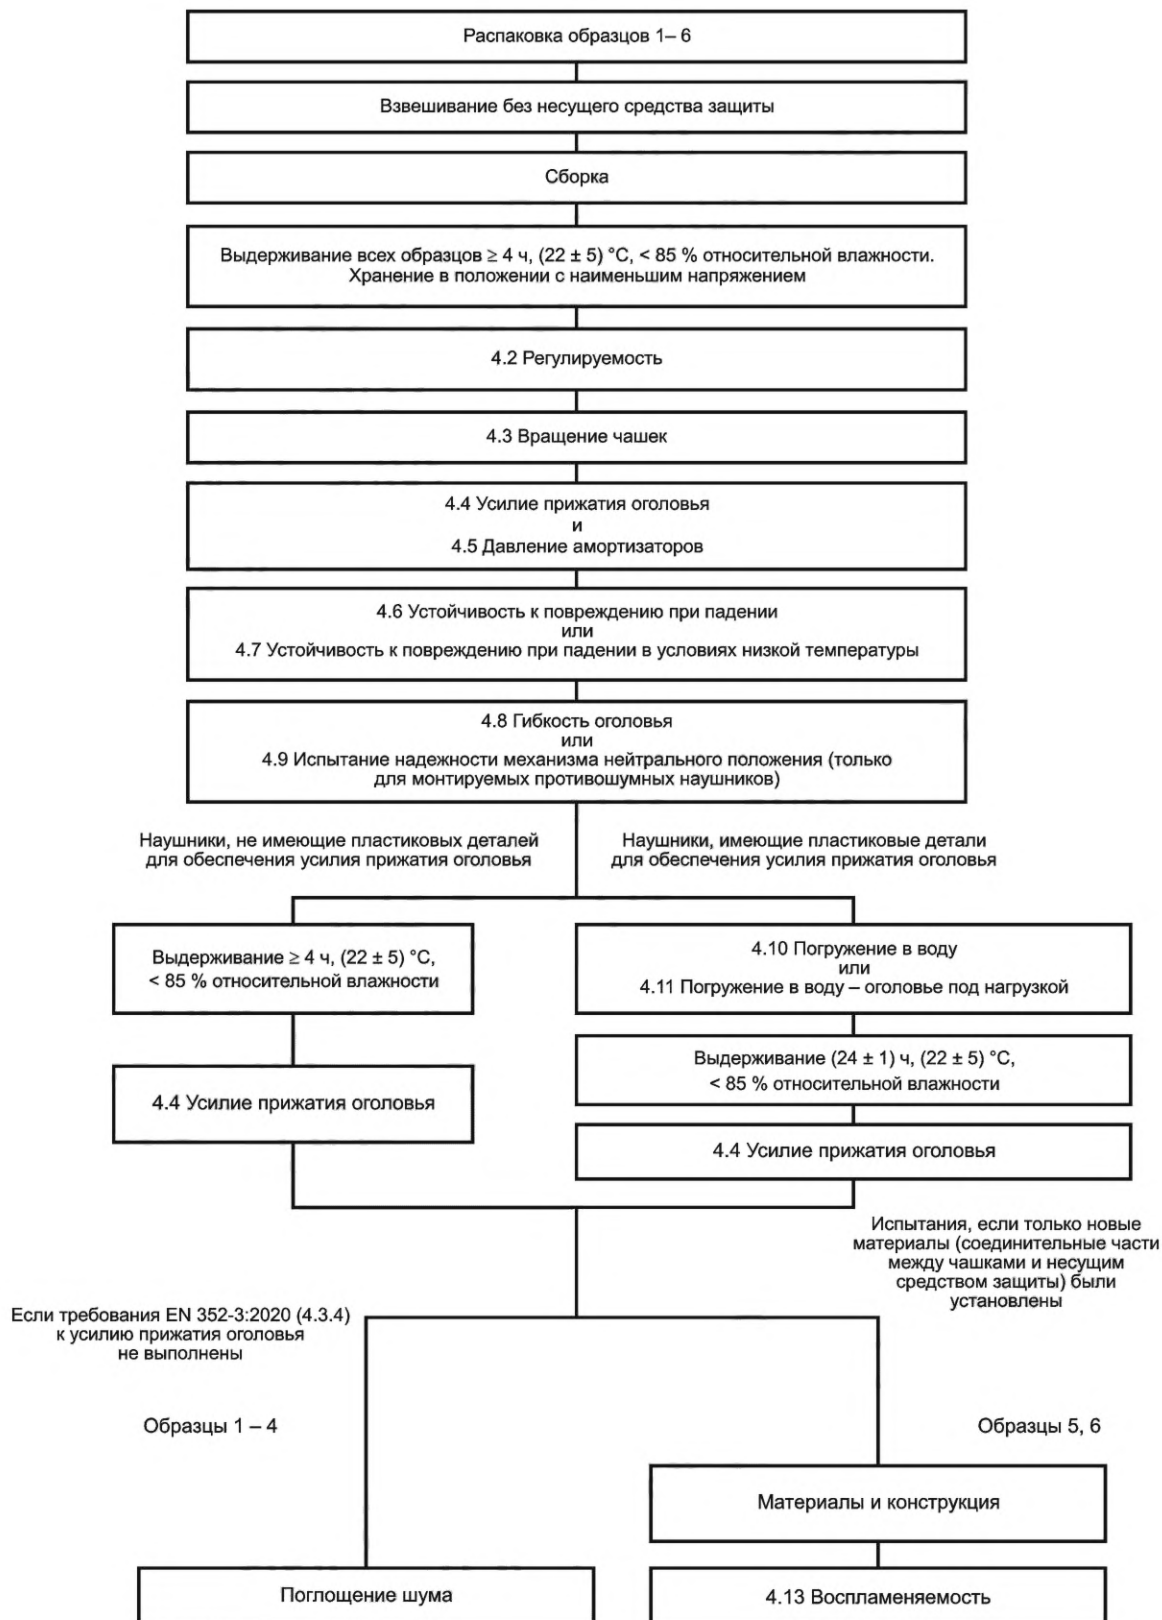 Распаковка образцов 1– 6
Взвешивание без несущего средства защиты
Сборка
Выдерживание всех образцов ≥ 4 ч, (22 ± 5) °С, < 85 % относительной влажности.
Хранение в положении с наименьшим напряжением
4.2 Регулируемость
4.3 Вращение чашек
4.4 Усилие прижатия оголовья
и
4.5 Давление амортизаторов
4.6 Устойчивость к повреждению при падении
или
4.7 Устойчивость к повреждению при падении в условиях низкой температуры
4.8 Гибкость оголовья
или
4.9 Испытание надежности механизма нейтрального положения (только
для монтируемых противошумных наушников)
Наушники, не имеющие пластиковых деталей
для обеспечения усилия прижатия оголовья
Наушники, имеющие пластиковые детали
для обеспечения усилия прижатия оголовья
Выдерживание ≥ 4 ч, (22 ± 5) °С,
< 85 % относительной влажности
4.4 Усилие прижатия оголовья
4.10 Погружение в воду
или
4.11 Погружение в воду – оголовье под нагрузкой
Выдерживание (24 ± 1) ч, (22 ± 5) °С,
< 85 % относительной влажности
4.4 Усилие прижатия оголовья
Испытания, если только новые
материалы (соединительные части
между чашками и несущим
средством защиты) были
установлены
Если требования EN 352-3:2020 (4.3.4)
к усилию прижатия оголовья
не выполнены
Образцы 1 – 4
Образцы 5, 6
Материалы и конструкция
Поглощение шума
4.13 Воспламеняемость